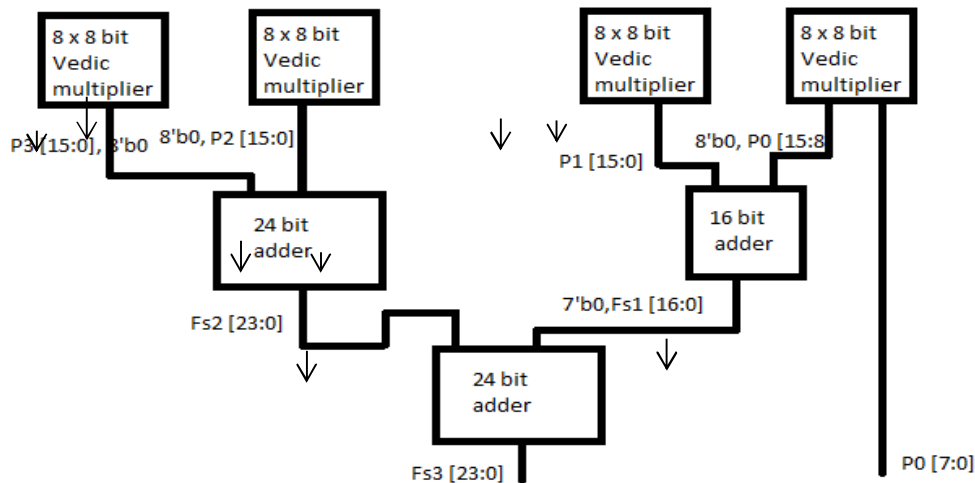 8 x 8 bit
Vedic
multiplier
8 x 8 bit
Vedic
multiplier
8 x 8 bit
Vedic
multiplier
8 x 8 bit
Vedic
multiplier
P3 [15:0], 8'b0
8'b0, P2 [15:0]
P1 [15:0]
8'b0, P0 [15:8
24 bit
adder
16 bit
adder
Fs2 [23:0]
7'b0,Fs1 [16:0]
24 bit
adder
Fs3 [23:0]
P0 [7:0]